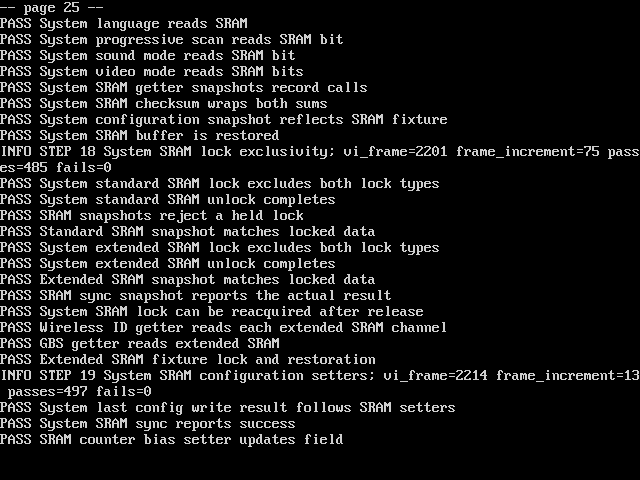 -- page 25 --
PASS System language reads SRAM
PASS System progressive scan reads SRAM bit
PASS System sound mode reads SRAM bit
PASS System video mode reads SRAM bits
PASS System SRAM getter snapshots record calls
PASS System SRAM checksum wraps both sums
PASS System configuration snapshot reflects SRAM fixture
PASS System SRAM buffer is restored
INFO STEP 18 System SRAM lock exclusivity; vi_frame=2201 frame_increment=75 pass
es=485 fails=0
PASS System standard SRAM lock excludes both lock types
PASS System standard SRAM unlock completes
PASS SRAM snapshots reject a held lock
PASS Standard SRAM snapshot matches locked data
PASS System extended SRAM lock excludes both lock types
PASS System extended SRAM unlock completes
PASS Extended SRAM snapshot matches locked data
PASS SRAM sync snapshot reports the actual result
PASS System SRAM lock can be reacquired after release
PASS Wireless ID getter reads each extended SRAM channel
PASS GBS getter reads extended SRAM
PASS Extended SRAM fixture lock and restoration
INFO STEP 19 System SRAM configuration setters; vi_frame=2214 frame_increment=13
 passes=497 fails=0
PASS System last config write result follows SRAM setters
PASS System SRAM sync reports success
PASS SRAM counter bias setter updates field